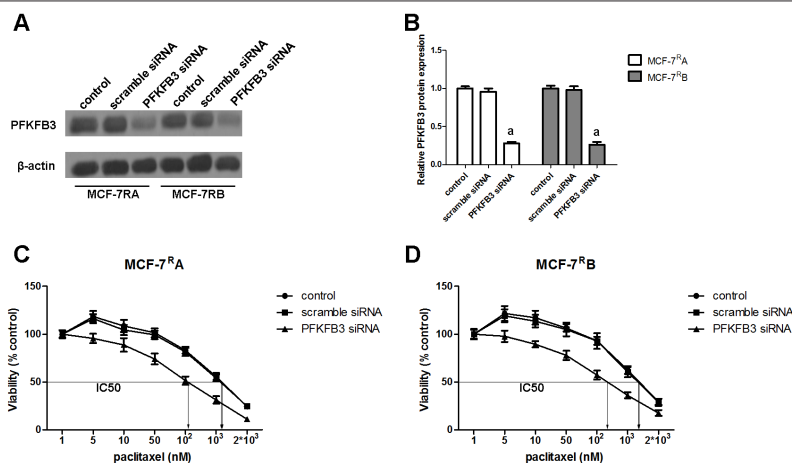 A
control
scramble siRNA
PFKFB3 siRNA
control
scramble siRNA
PFKFB3 siRNA
PFKFB3
β-actin
MCF-7RA
MCF-7RB
B
Relative PFKFB3 protein expresion
1.5
1.0
0.5
0.0
a
a
control
scramble siRNA
PFKFB3 siRNA
control
scramble siRNA
PFKFB3 siRNA
MCF-7ᴿA
MCF-7ᴿB
C
MCF-7ᴿA
Viability (% control)
150
100
50
0
IC50
1 5 10 50 10² 10³ 2*10³
paclitaxel (nM)
control
scramble siRNA
PFKFB3 siRNA
D
MCF-7ᴿB
Viability (% control)
150
100
50
0
IC50
1 5 10 50 10² 10³ 2*10³
paclitaxel (nM)
control
scramble siRNA
PFKFB3 siRNA